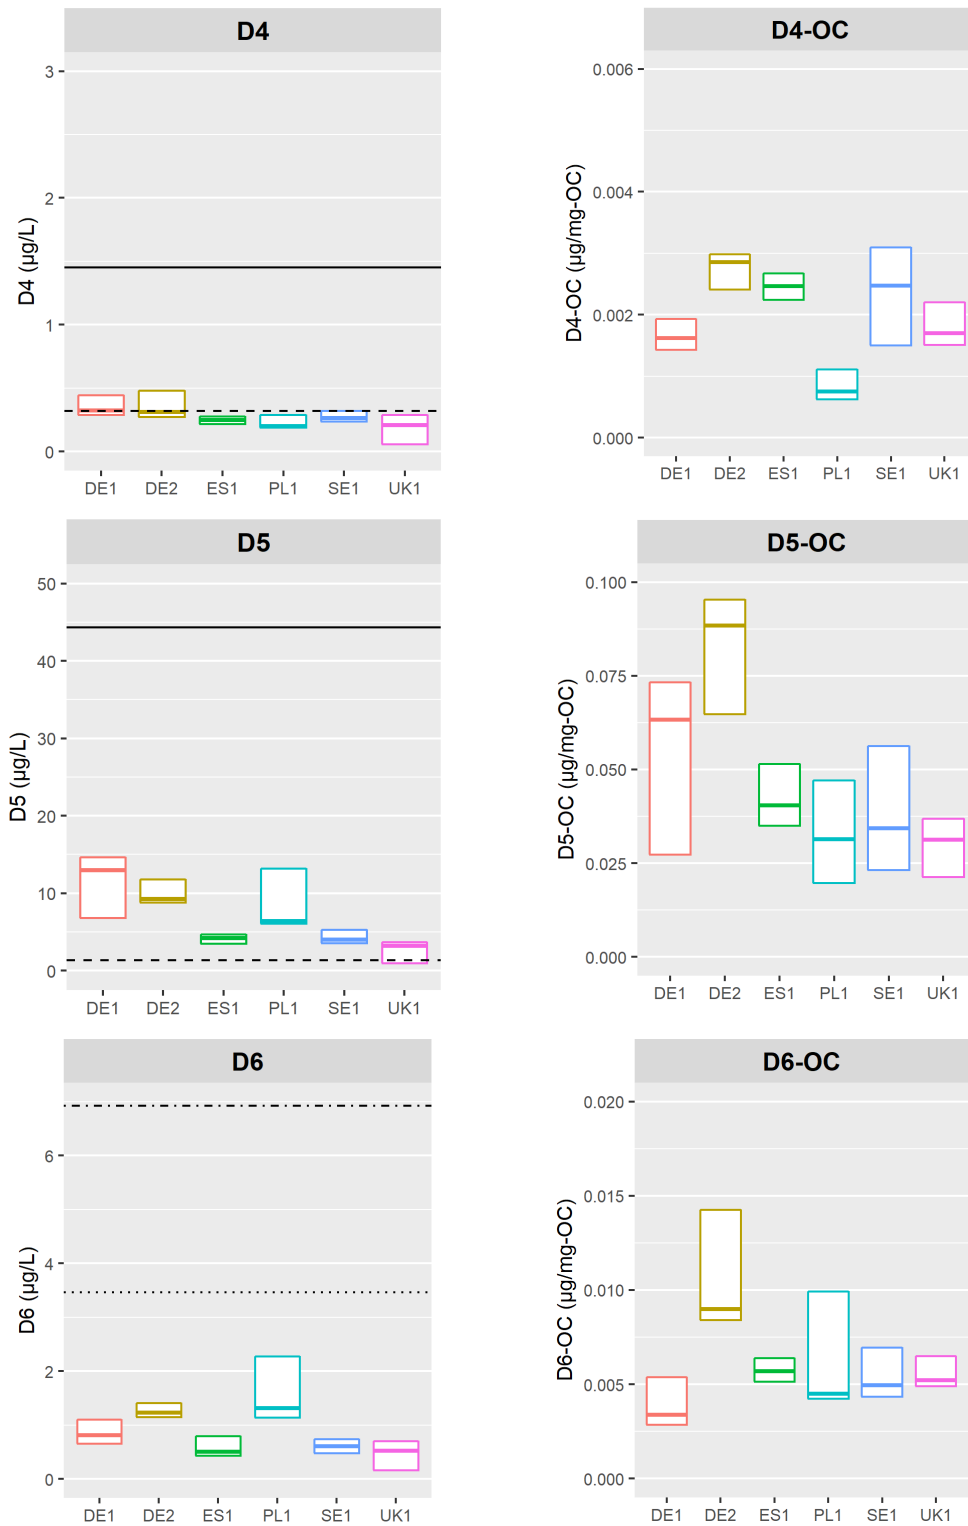 D4
D4 (µg/L)
3
2
1
0
DE1 DE2 ES1 PL1 SE1 UK1
D4-OC
D4-OC (µg/mg-OC)
0.006
0.004
0.002
0.000
DE1 DE2 ES1 PL1 SE1 UK1
D5
D5 (µg/L)
50
40
30
20
10
0
DE1 DE2 ES1 PL1 SE1 UK1
D5-OC
D5-OC (µg/mg-OC)
0.100
0.075
0.050
0.025
0.000
DE1 DE2 ES1 PL1 SE1 UK1
D6
D6 (µg/L)
6
4
2
0
DE1 DE2 ES1 PL1 SE1 UK1
D6-OC
D6-OC (µg/mg-OC)
0.020
0.015
0.010
0.005
0.000
DE1 DE2 ES1 PL1 SE1 UK1